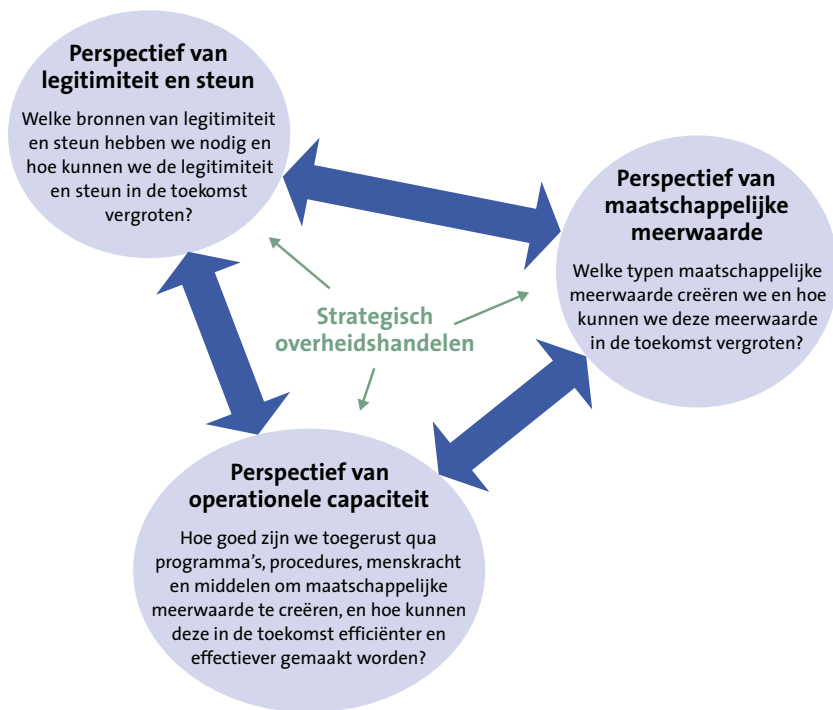 Perspectief van
legitimiteit en steun
Welke bronnen van legitimiteit
en steun hebben we nodig en
hoe kunnen we de legitimiteit
en steun in de toekomst
vergroten?
Perspectief van
maatschappelijke
meerwaarde
Welke typen maatschappelijke
meerwaarde creëren we en hoe
kunnen we deze meerwaarde
in de toekomst vergroten?
Strategisch
overheidshandelen
Perspectief van
operationele capaciteit
Hoe goed zijn we toegerust qua
programma's, procedures, menskracht
en middelen om maatschappelijke
meerwaarde te creëren, en hoe kunnen
deze in de toekomst efficiënter en
effectiever gemaakt worden?